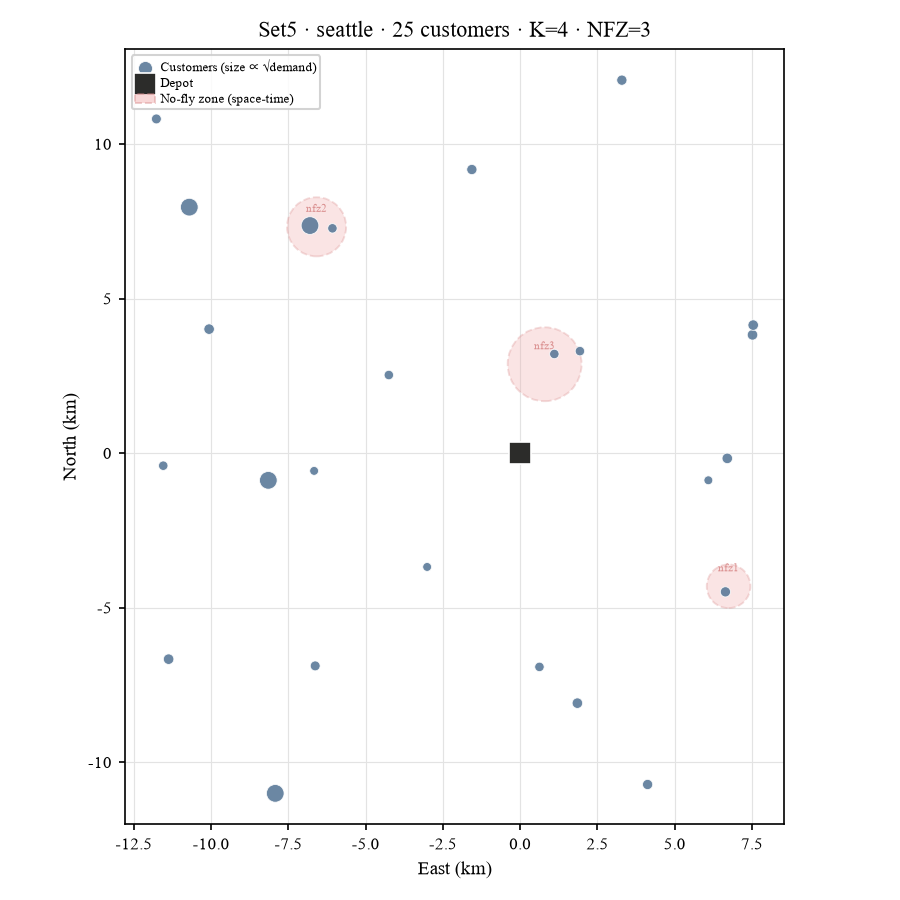 Set5 · seattle · 25 customers · K=4 · NFZ=3
Customers (size ∝ √demand)
Depot
No-fly zone (space-time)
nfz2
nfz3
nfz1
10
5
0
-5
-10
North (km)
-12.5 -10.0 -7.5 -5.0 -2.5 0.0 2.5 5.0 7.5
East (km)